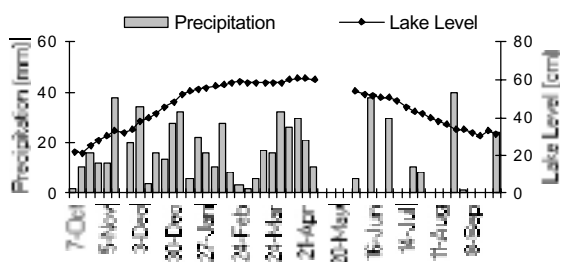 Precipitation
Lake Level
Precipitation (mm)
60
40
20
0
80
60
40
20
0
Lake Level (cm)
7-Oct
5-Nov
3-Dec
30-Dec
27-Jan
24-Feb
24-Mar
21-Apr
20-May
16-Jun
14-Jul
11-Aug
8-Sep